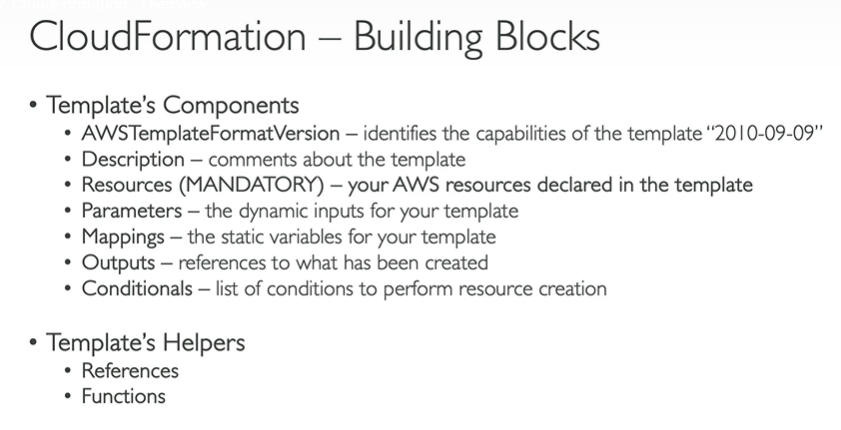 CloudFormation – Building Blocks
• Template's Components
• AWSTemplateFormatVersion – identifies the capabilities of the template "2010-09-09"
• Description – comments about the template
• Resources (MANDATORY) – your AWS resources declared in the template
• Parameters – the dynamic inputs for your template
• Mappings – the static variables for your template
• Outputs – references to what has been created
• Conditionals – list of conditions to perform resource creation
• Template's Helpers
• References
• Functions